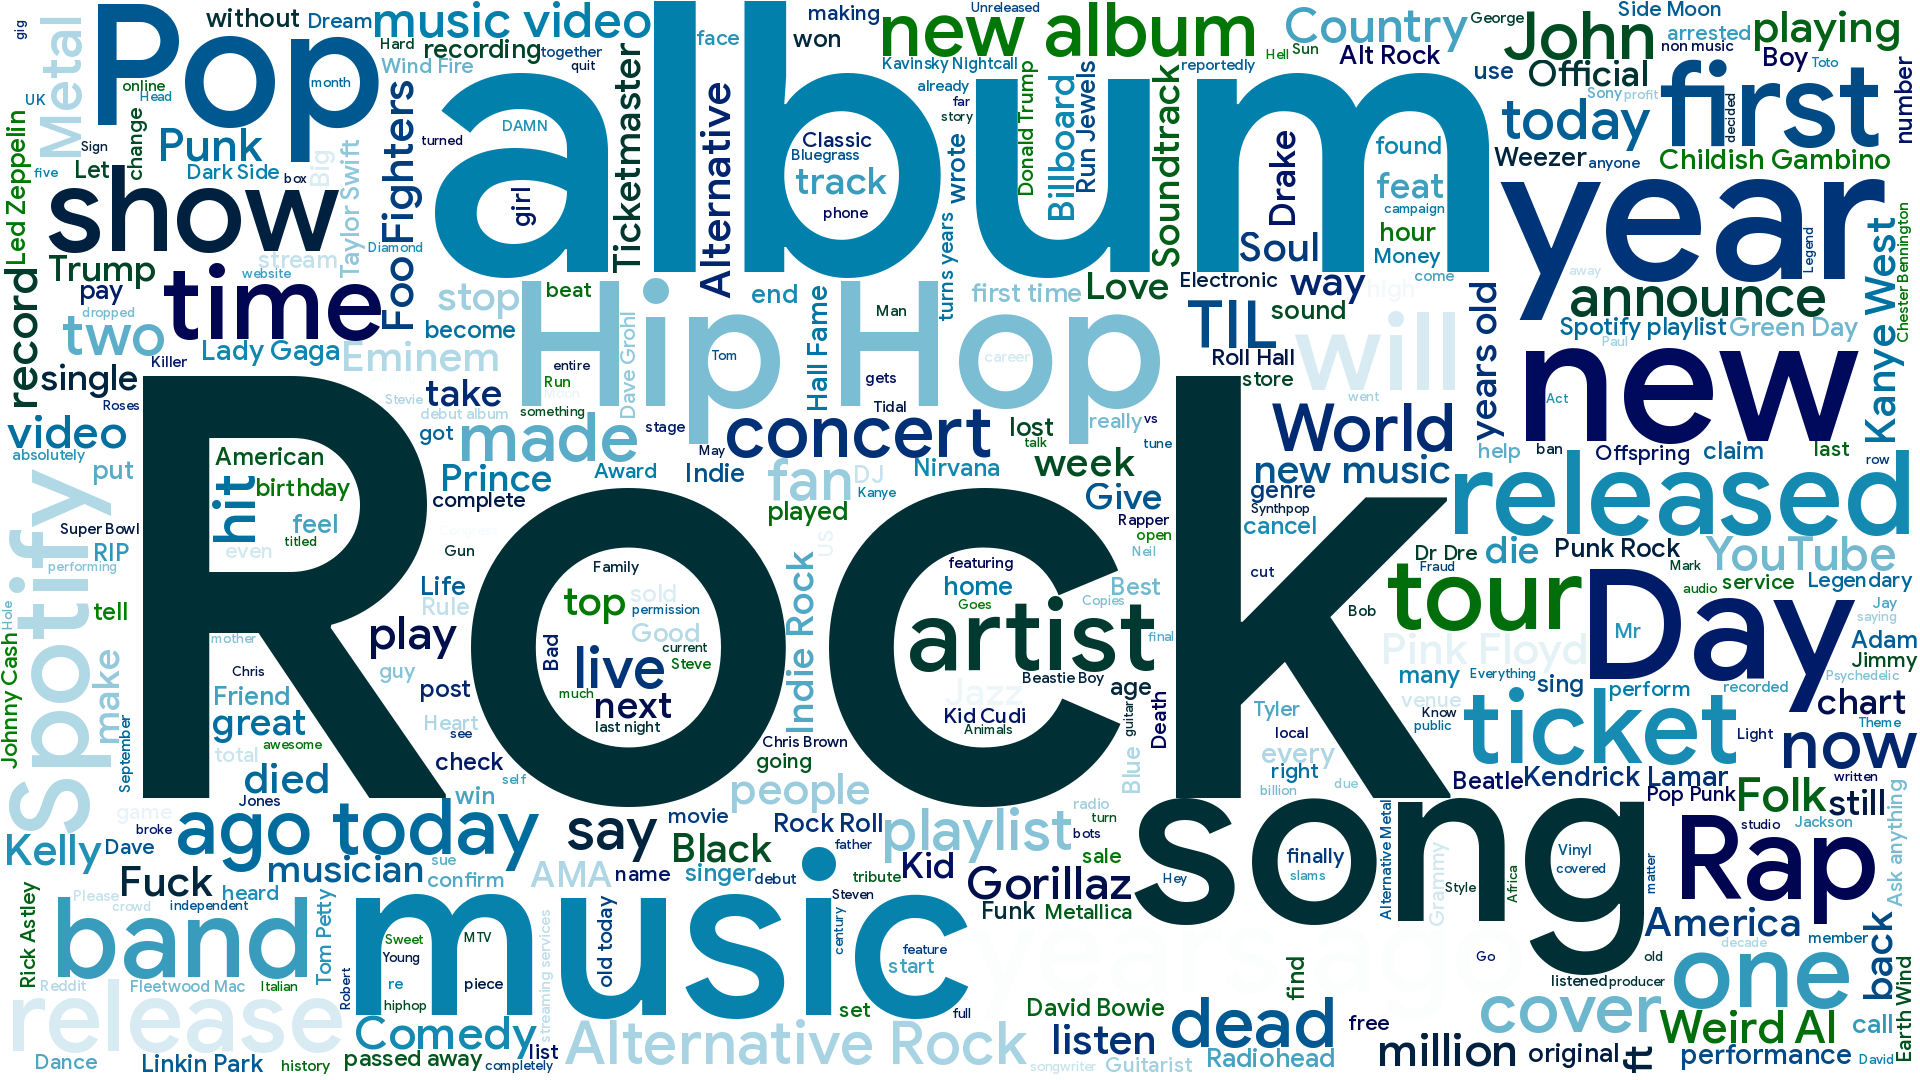 gig
Metal
Pop
without
Dream
music video
Hard
recording
together
quit
Wind Fire
face
making
won
new album
Unreleased
Kavinsky Nightcall
reportedly
Country
George
Hell
Sun
Alt Rock
John
Side Moon
arrested
non music
playing
Boy
Toto
number
UK
online
Head
month
Led Zeppelin
Sign
change
Punk
Let
five
Dark Side
box
Big
Taylor Swift
Foo Fighters
turned
DAMN
album
Ticketmaster
Alternative
Classic
Bluegrass
track
phone
girl
already
far
story
wrote
Donald Trump
Billboard
Run Jewels
Soundtrack
Drake
found
feat
campaign
hour
Money
come
use
Official
Sony
profit
today
decided
first
Weezer
anyone
Childish Gambino
show
Diamond
stream
website
Trump
pay
dropped
time
record
two
Lady Gaga
Killer
single
Roses
stop
beat
become
Eminem
end
turns years
first time
Love
Electronic
Soul
way
high
sound
TIL
Roll Hall
store
will
years old
year
Legend
away
announce
Spotify playlist
Green Day
Paul
Kanye West
Chester Bennington
new
Act
went
Hip Hop
Man
Tom
entire
career
gets
Tidal
Hall Fame
Dave Grohl
Run
Moon
something
Stevie
debut album
take
got
made
stage
concert
May
lost
talk
really
vs
tune
World
new music
help
ban
Offspring
claim
last
row
video
absolutely
put
Spotify
Super Bowl
RIP
performing
tell
Hole
Johnny Cash
Rock
American
birthday
hit
feel
titled
even
Prince
complete
Congress
Gun
Award
Indie
fan
DJ
Kanye
Nirvana
played
week
Give
Rapper
open
Neil
genre
Synthpop
cancel
cut
Bob
released
Dr Dre
Fraud
die
Punk Rock
Mark
YouTube
audio
service
Legendary
Jay
saying
Life
Rule
us
Family
top
sold
permission
Good
current
Steve
Bad
live
much
next
last night
Indie Rock
featuring
home
Goes
artist
Beastie Boy
Jazz
Kid Cudi
Animals
Best
Copies
final
age
guitar
Death
tour
Day
Mr
Adam
Jimmy
Psychedelic
Pink Floyd
many
Everything
sing
perform
recorded
chart
Theme
mother
Chris
play
guy
post
Friend
great
awesome
total
make
September
Heart
see
check
self
win
Chris Brown
going
Blue
Tyler
local
every
right
billion
due
venue
Know
public
ticket
Light
now
Beatle
Kendrick Lamar
written
Pop Punk
Folk
still
game
broke
Jones
died
ago today
Kelly
Dave
musician
sue
confirm
say
movie
people
Rock Roll
father
playlist
radio
turn
bots
song
finally
slams
Hey
Vinyl
covered
Alternative Metal
Grammy
Style
Africa
matter
Rap
studio
Jackson
Ask anything
Fuck
heard
Please
crowd
independent
Rick Astley
AMA
name
Black
singer
debut
tribute
Steven
Kid
sale
Gorillaz
Funk
Metallica
America
member
decade
back
band
Tom Petty
Sweet
Young
MTV
re
hiphop
piece
music
streaming services
old today
century
feature
start
years ago
Go
old
listened
producer
one
Earth Wind
Reddit
Fleetwood Mac
Italian
Robert
release
Comedy
set
full
find
David Bowie
listen
dead
free
cover
Weird Al
call
Dance
Linkin Park
history
passed away
list
completely
Alternative Rock
songwriter
Guitarist
Radiohead
million
original
ft
performance
David